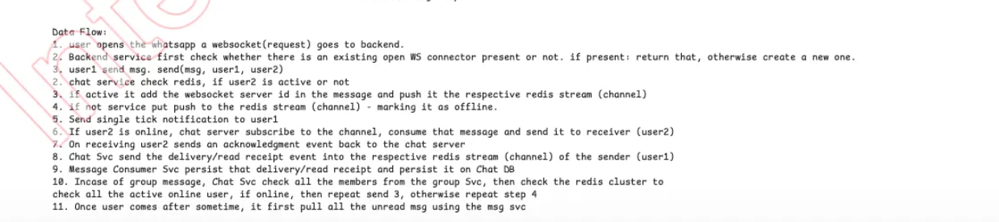 Data Flow:
1. user opens the whatsapp a websocket(request) goes to backend.
2. Backend service first check whether there is an existing open WS connector present or not. if present: return that, otherwise create a new one.
3. user1 send msg. send(msg, user1, user2)
2. chat service check redis, if user2 is active or not
3. if active it add the websocket server id in the message and push it the respective redis stream (channel)
4. if not service put push to the redis stream (channel) - marking it as offline.
5. Send single tick notification to user1
6. If user2 is online, chat server subscribe to the channel, consume that message and send it to receiver (user2)
7. On receiving user2 sends an acknowledgment event back to the chat server
8. Chat Svc send the delivery/read receipt event into the respective redis stream (channel) of the sender (user1)
9. Message Consumer Svc persist that delivery/read receipt and persist it on Chat DB
10. Incase of group message, Chat Svc check all the members from the group Svc, then check the redis cluster to
check all the active online user, if online, then repeat send 3, otherwise repeat step 4
11. Once user comes after sometime, it first pull all the unread msg using the msg svc
Inte